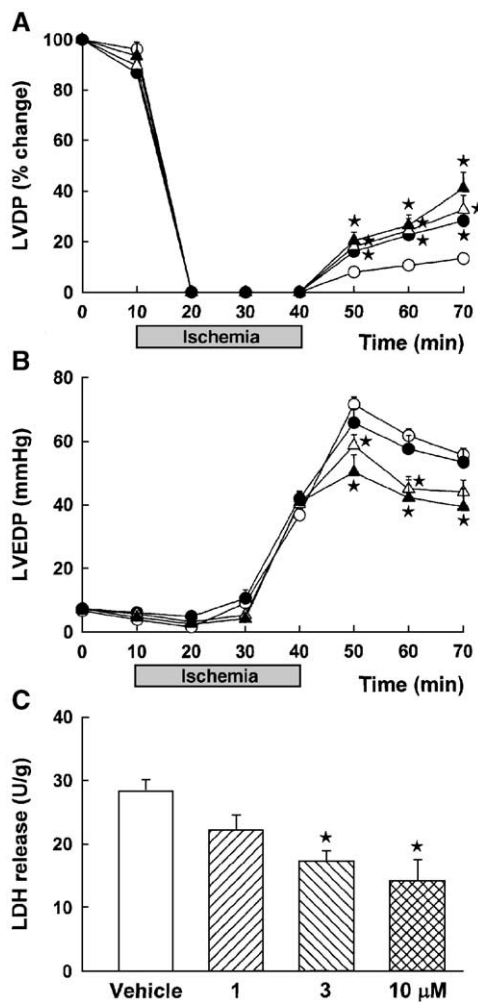 A
LVDP (% change)
100
80
60
40
20
0
0 10 20 30 40 50 60 70
Ischemia
Time (min)
B
LVEDP (mmHg)
80
60
40
20
0
0 10 20 30 40 50 60 70
Ischemia
Time (min)
C
LDH release (U/g)
40
30
20
10
0
Vehicle 1 3 10 μM